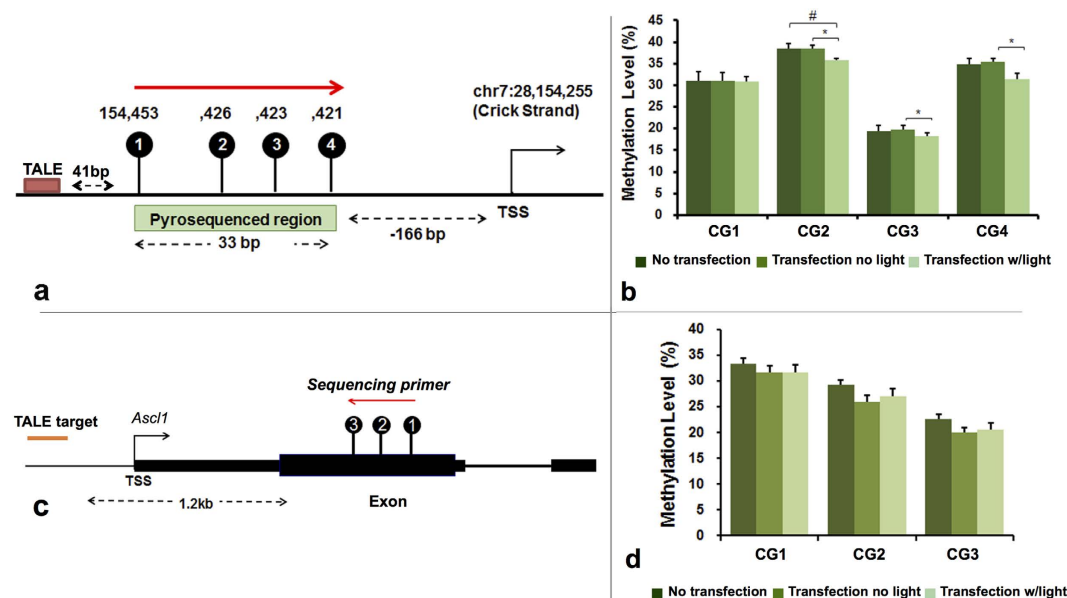 154,453 ,426 ,423 ,421
chr7:28,154,255
(Crick Strand)
1 2 3 4
TALE
41bp
TSS
Pyrosequenced region
33 bp
-166 bp
a
Methylation Level (%)
45
40
35
30
25
20
15
10
5
0
# * * *
CG1 CG2 CG3 CG4
No transfection Transfection no light Transfection w/light
b
Sequencing primer
Ascl1
TALE target
3 2 1
TSS
1.2kb
Exon
c
Methylation Level (%)
40
35
30
25
20
15
10
5
0
CG1 CG2 CG3
d
No transfection Transfection no light Transfection w/light